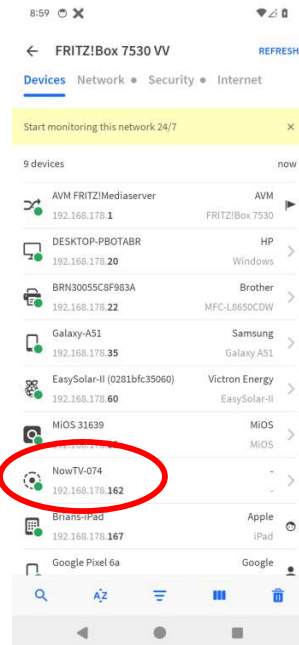 8:59
FRITZ!Box 7530 VV REFRESH
Devices Network Security Internet
Start monitoring this network 24/7
9 devices now
AVM FRITZ!Mediaserver AVM
192.168.178.1 FRITZ!Box 7530
DESKTOP-PBOTABR HP
192.168.178.20 Windows
BRN30055C8F983A Brother
192.168.178.22 MFC-L8650CDW
Galaxy-A51 Samsung
192.168.178.35 Galaxy A51
EasySolar-II (0281bfc35060) Victron Energy
192.168.178.60 EasySolar-II
MiOS 31639 MiOS
MiOS
NowTV-074 -
192.168.178.162 -
Brians-iPad Apple
192.168.178.167 iPad
Google Pixel 6a Google